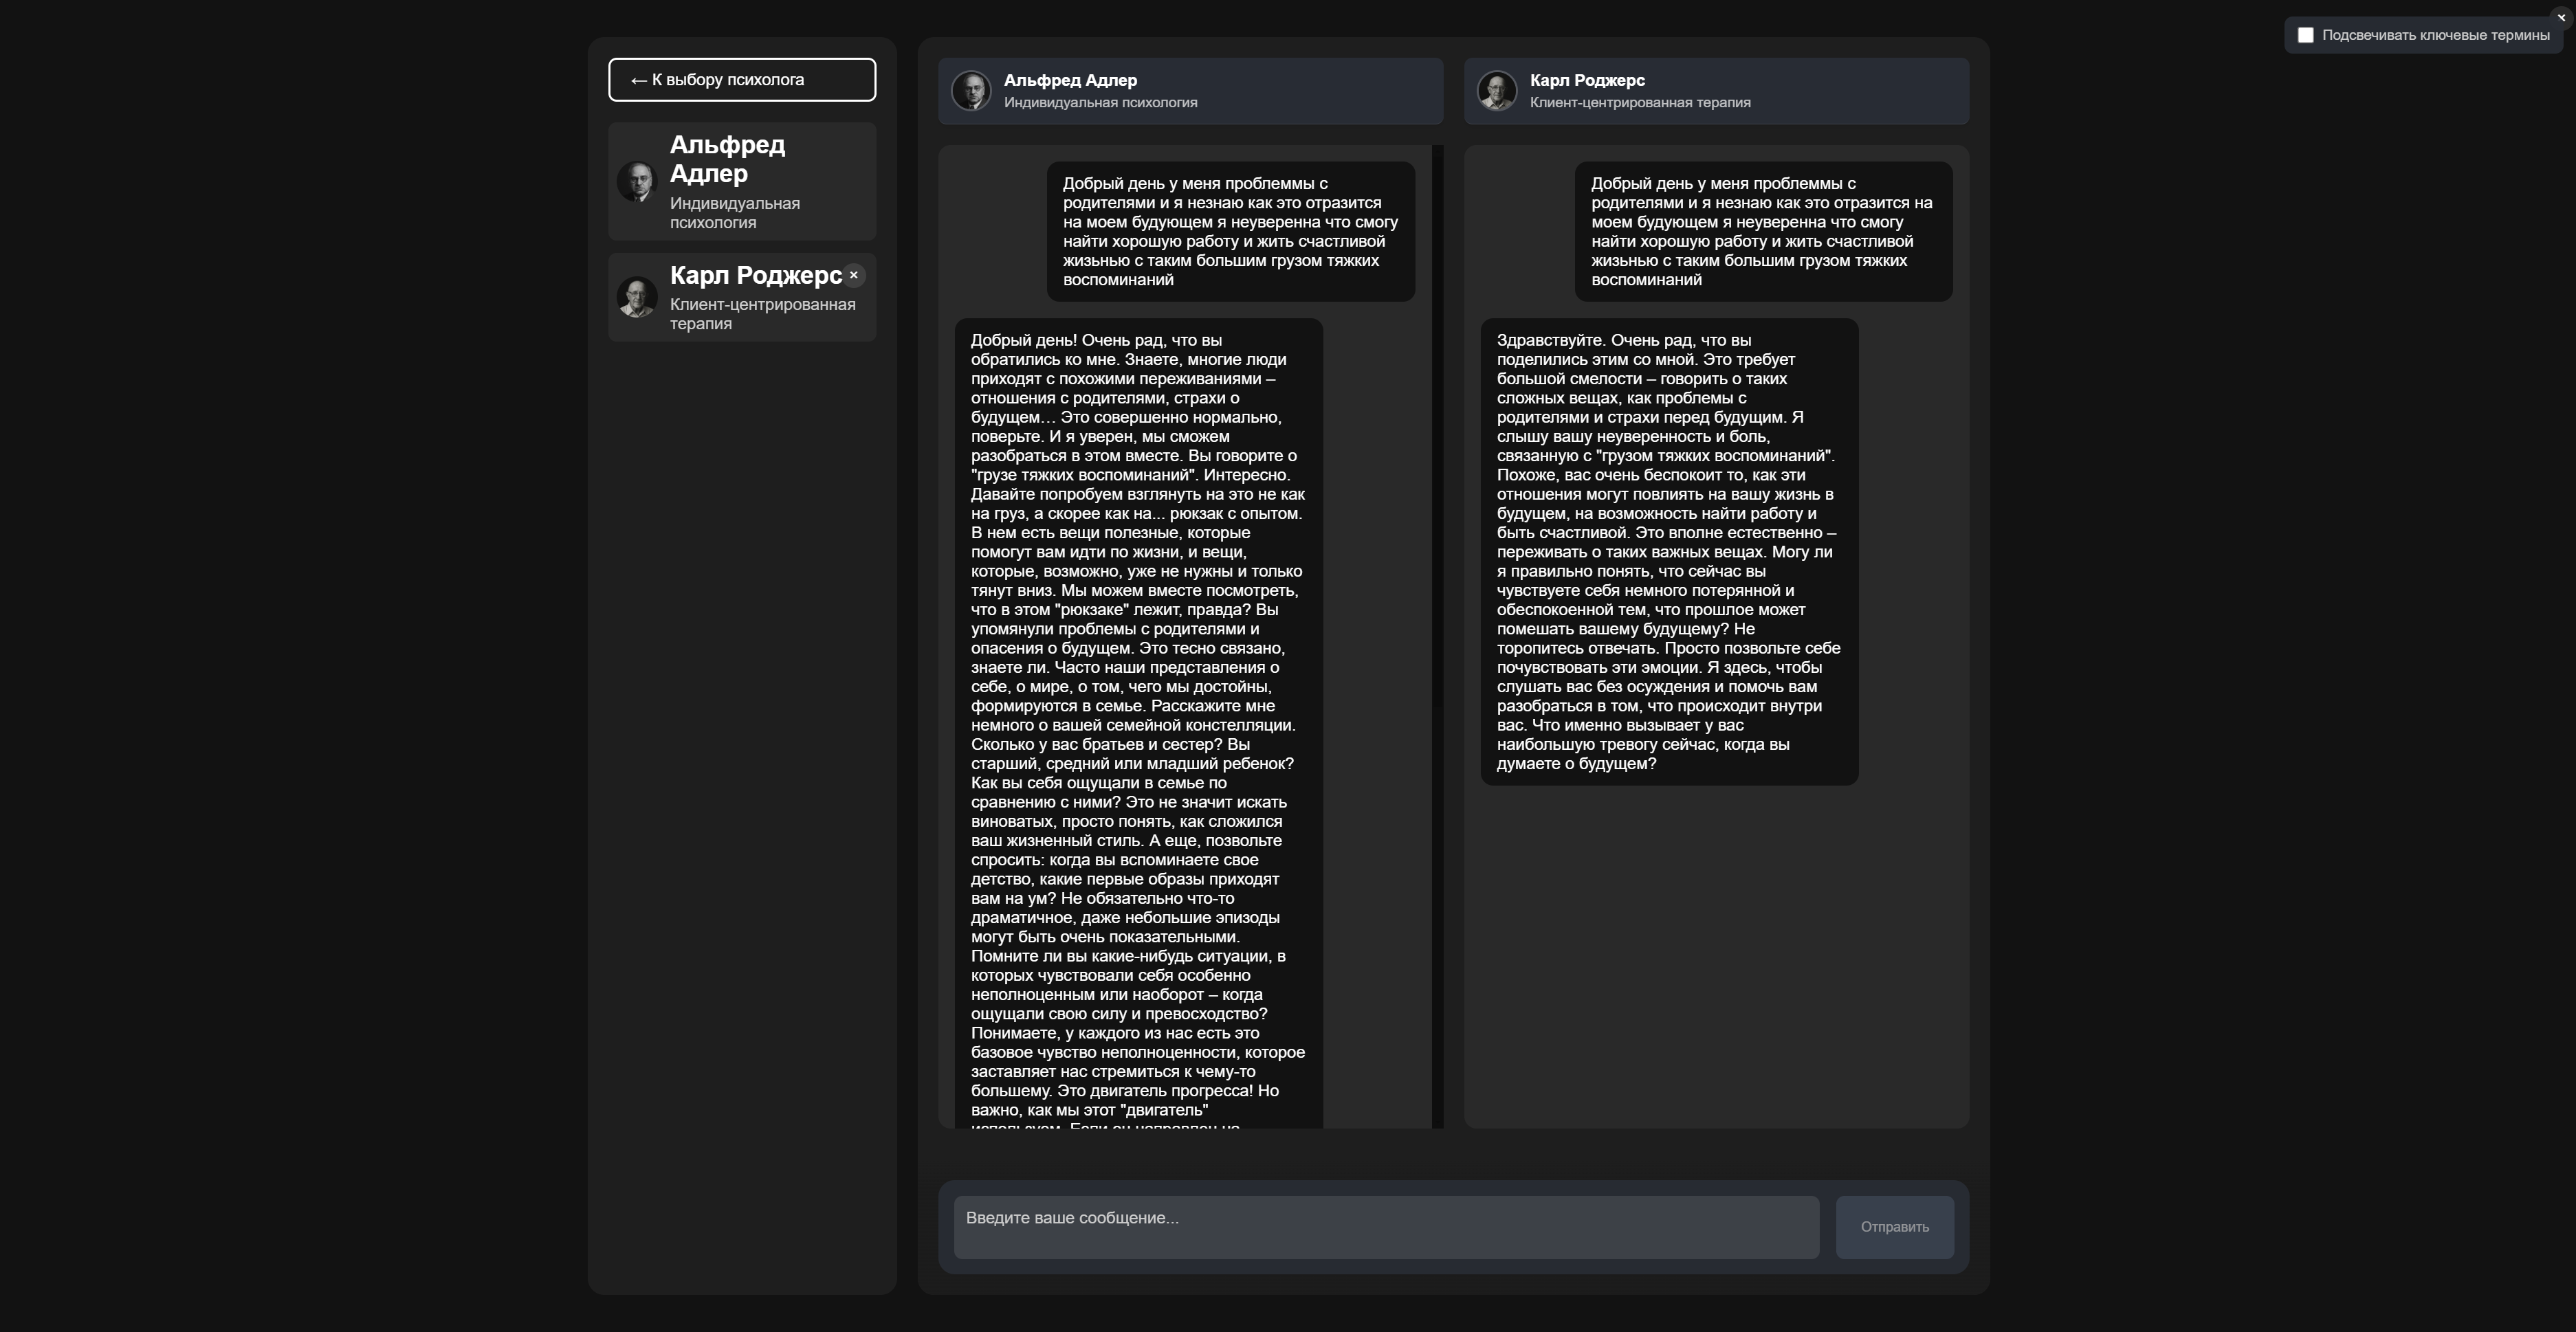 ← К выбору психолога
Альфред
Адлер
Индивидуальная
психология
Карл Роджерс
×
Клиент-центрированная
терапия
Альфред Адлер
Индивидуальная психология
Добрый день у меня проблеммы с
родителями и я незнаю как это отразится
на моем будующем я неуверенна что смогу
найти хорошую работу и жить счастливой
жизьнью с таким большим грузом тяжких
воспоминаний
Добрый день! Очень рад, что вы
обратились ко мне. Знаете, многие люди
приходят с похожими переживаниями –
отношения с родителями, страхи о
будущем… Это совершенно нормально,
поверьте. И я уверен, мы сможем
разобраться в этом вместе. Вы говорите о
"грузе тяжких воспоминаний". Интересно.
Давайте попробуем взглянуть на это не как
на груз, а скорее как на... рюкзак с опытом.
В нем есть вещи полезные, которые
помогут вам идти по жизни, и вещи,
которые, возможно, уже не нужны и только
тянут вниз. Мы можем вместе посмотреть,
что в этом "рюкзаке" лежит, правда? Вы
упомянули проблемы с родителями и
опасения о будущем. Это тесно связано,
знаете ли. Часто наши представления о
себе, о мире, о том, чего мы достойны,
формируются в семье. Расскажите мне
немного о вашей семейной констелляции.
Сколько у вас братьев и сестер? Вы
старший, средний или младший ребенок?
Как вы себя ощущали в семье по
сравнению с ними? Это не значит искать
виноватых, просто понять, как сложился
ваш жизненный стиль. А еще, позвольте
спросить: когда вы вспоминаете свое
детство, какие первые образы приходят
вам на ум? Не обязательно что-то
драматичное, даже небольшие эпизоды
могут быть очень показательными.
Помните ли вы какие-нибудь ситуации, в
которых чувствовали себя особенно
неполноценным или наоборот – когда
ощущали свою силу и превосходство?
Понимаете, у каждого из нас есть это
базовое чувство неполноценности, которое
заставляет нас стремиться к чему-то
большему. Это двигатель прогресса! Но
важно, как мы этот "двигатель"
используем. Если он направлен на
Карл Роджерс
Клиент-центрированная терапия
Добрый день у меня проблеммы с
родителями и я незнаю как это отразится на
моем будующем я неуверенна что смогу
найти хорошую работу и жить счастливой
жизьнью с таким большим грузом тяжких
воспоминаний
Здравствуйте. Очень рад, что вы
поделились этим со мной. Это требует
большой смелости – говорить о таких
сложных вещах, как проблемы с
родителями и страхи перед будущим. Я
слышу вашу неуверенность и боль,
связанную с "грузом тяжких воспоминаний".
Похоже, вас очень беспокоит то, как эти
отношения могут повлиять на вашу жизнь в
будущем, на возможность найти работу и
быть счастливой. Это вполне естественно –
переживать о таких важных вещах. Могу ли
я правильно понять, что сейчас вы
чувствуете себя немного потерянной и
обеспокоенной тем, что прошлое может
помешать вашему будущему? Не
торопитесь отвечать. Просто позвольте себе
почувствовать эти эмоции. Я здесь, чтобы
слушать вас без осуждения и помочь вам
разобраться в том, что происходит внутри
вас. Что именно вызывает у вас
наибольшую тревогу сейчас, когда вы
думаете о будущем?
Введите ваше сообщение...
Отправить
Подсвечивать ключевые термины
×